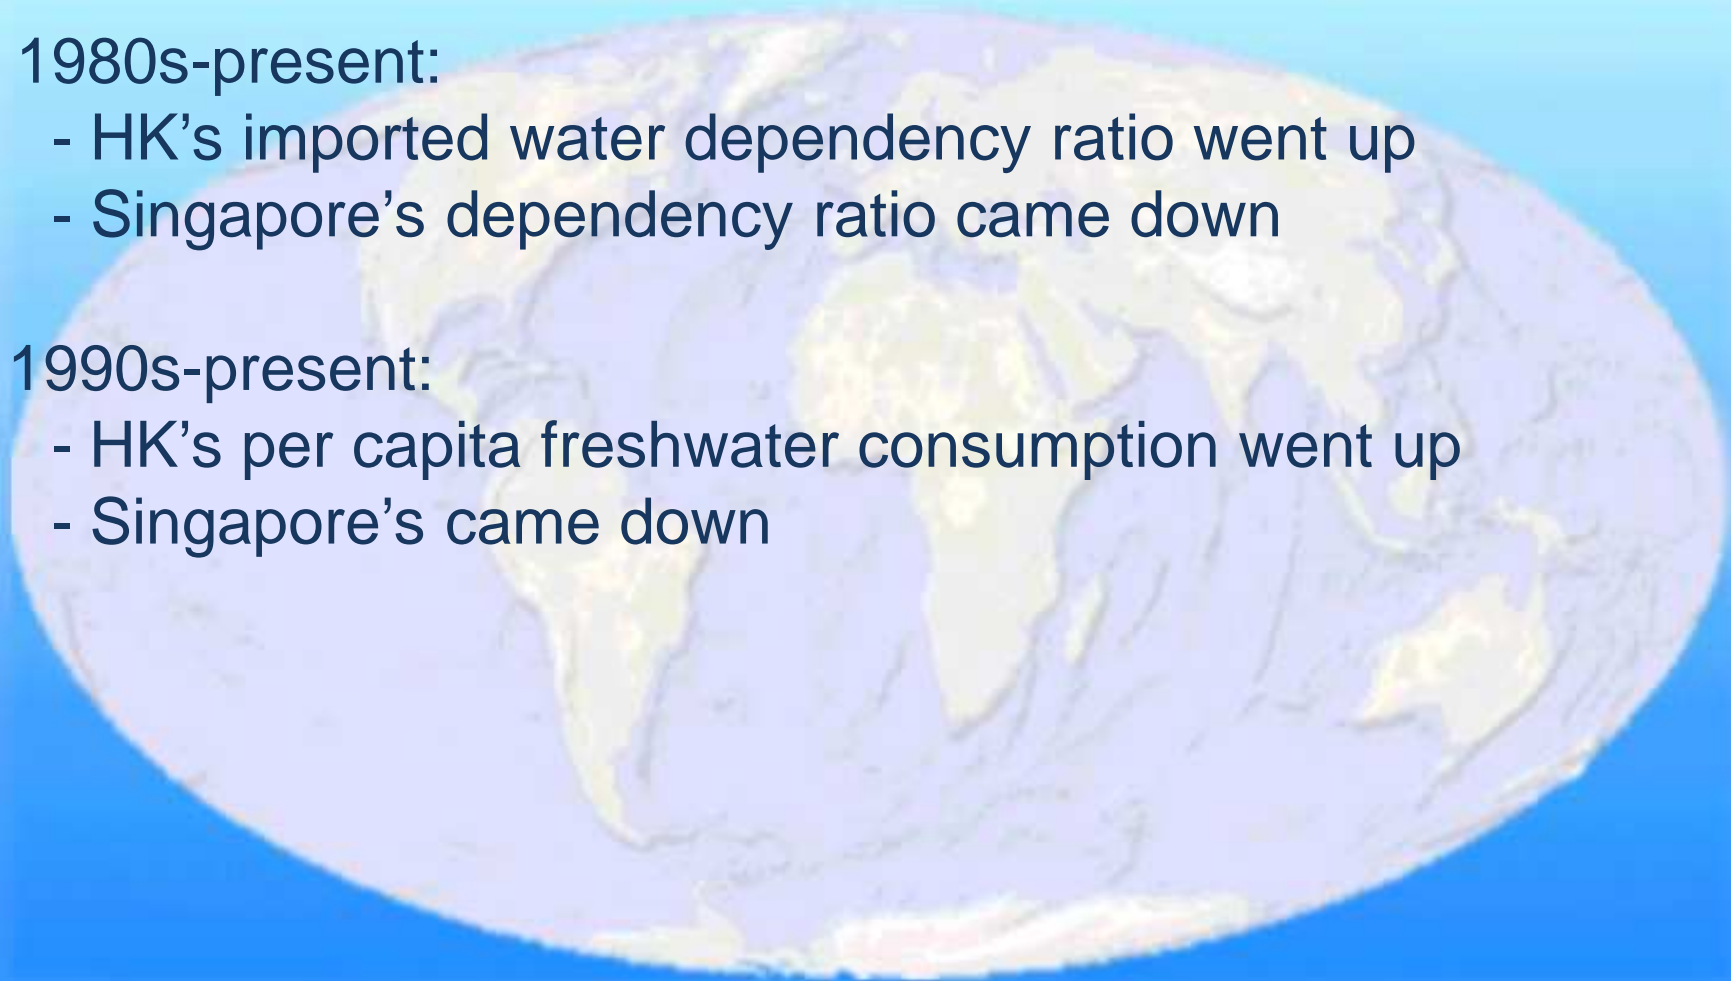 1980s-present:
- HK’s imported water dependency ratio went up
- Singapore’s dependency ratio came down
1990s-present:
- HK’s per capita freshwater consumption went up
- Singapore’s came down